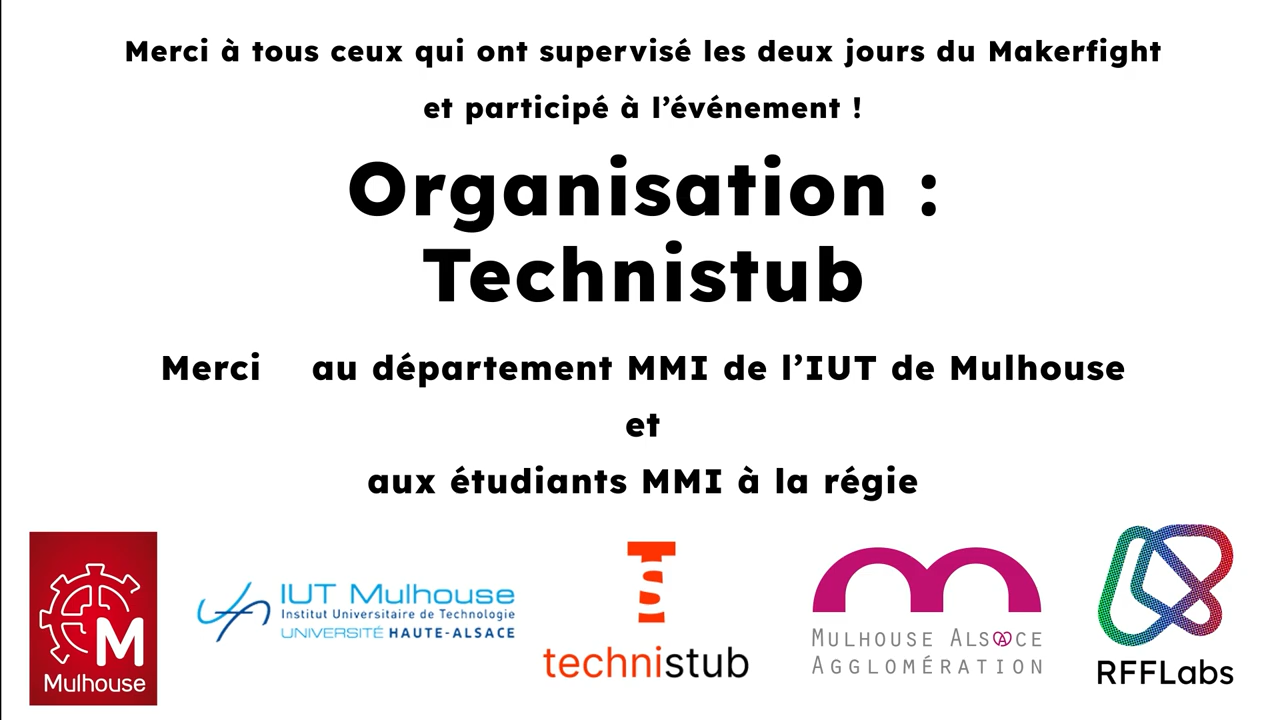 Merci à tous ceux qui ont supervisé les deux jours du Makerfight
et participé à l’événement !
Organisation :
Technistub
Merci au département MMI de l’IUT de Mulhouse
et
aux étudiants MMI à la régie
M
Mulhouse
IUT Mulhouse
Institut Universitaire de Technologie
UNIVERSITÉ HAUTE-ALSACE
TS
technistub
m
MULHOUSE ALSACE
AGGLOMÉRATION
RFFLabs